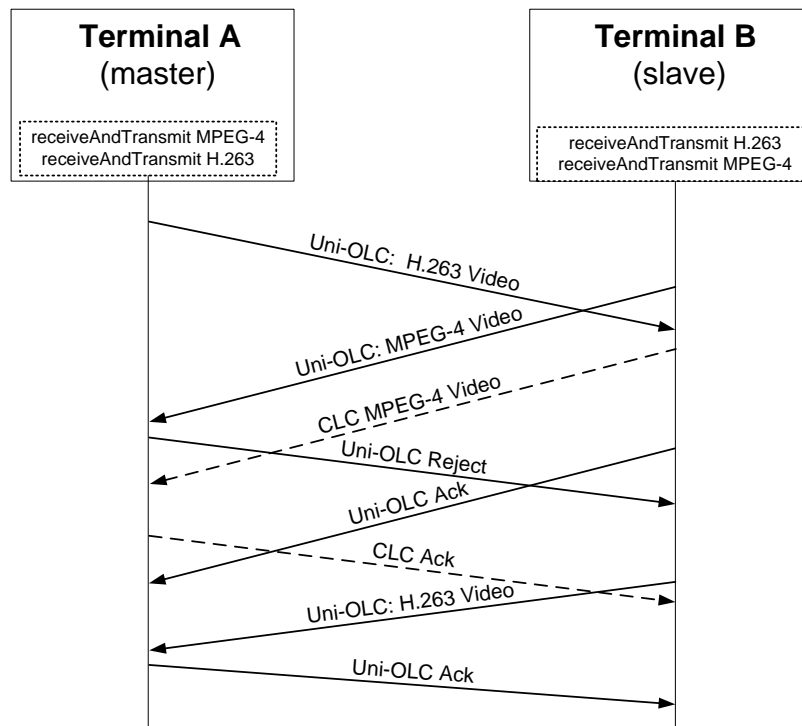 Terminal A
(master)
receiveAndTransmit MPEG-4
receiveAndTransmit H.263
Terminal B
(slave)
receiveAndTransmit H.263
receiveAndTransmit MPEG-4
Uni-OLC: H.263 Video
Uni-OLC: MPEG-4 Video
CLC MPEG-4 Video
Uni-OLC Reject
Uni-OLC Ack
CLC Ack
Uni-OLC: H.263 Video
Uni-OLC Ack